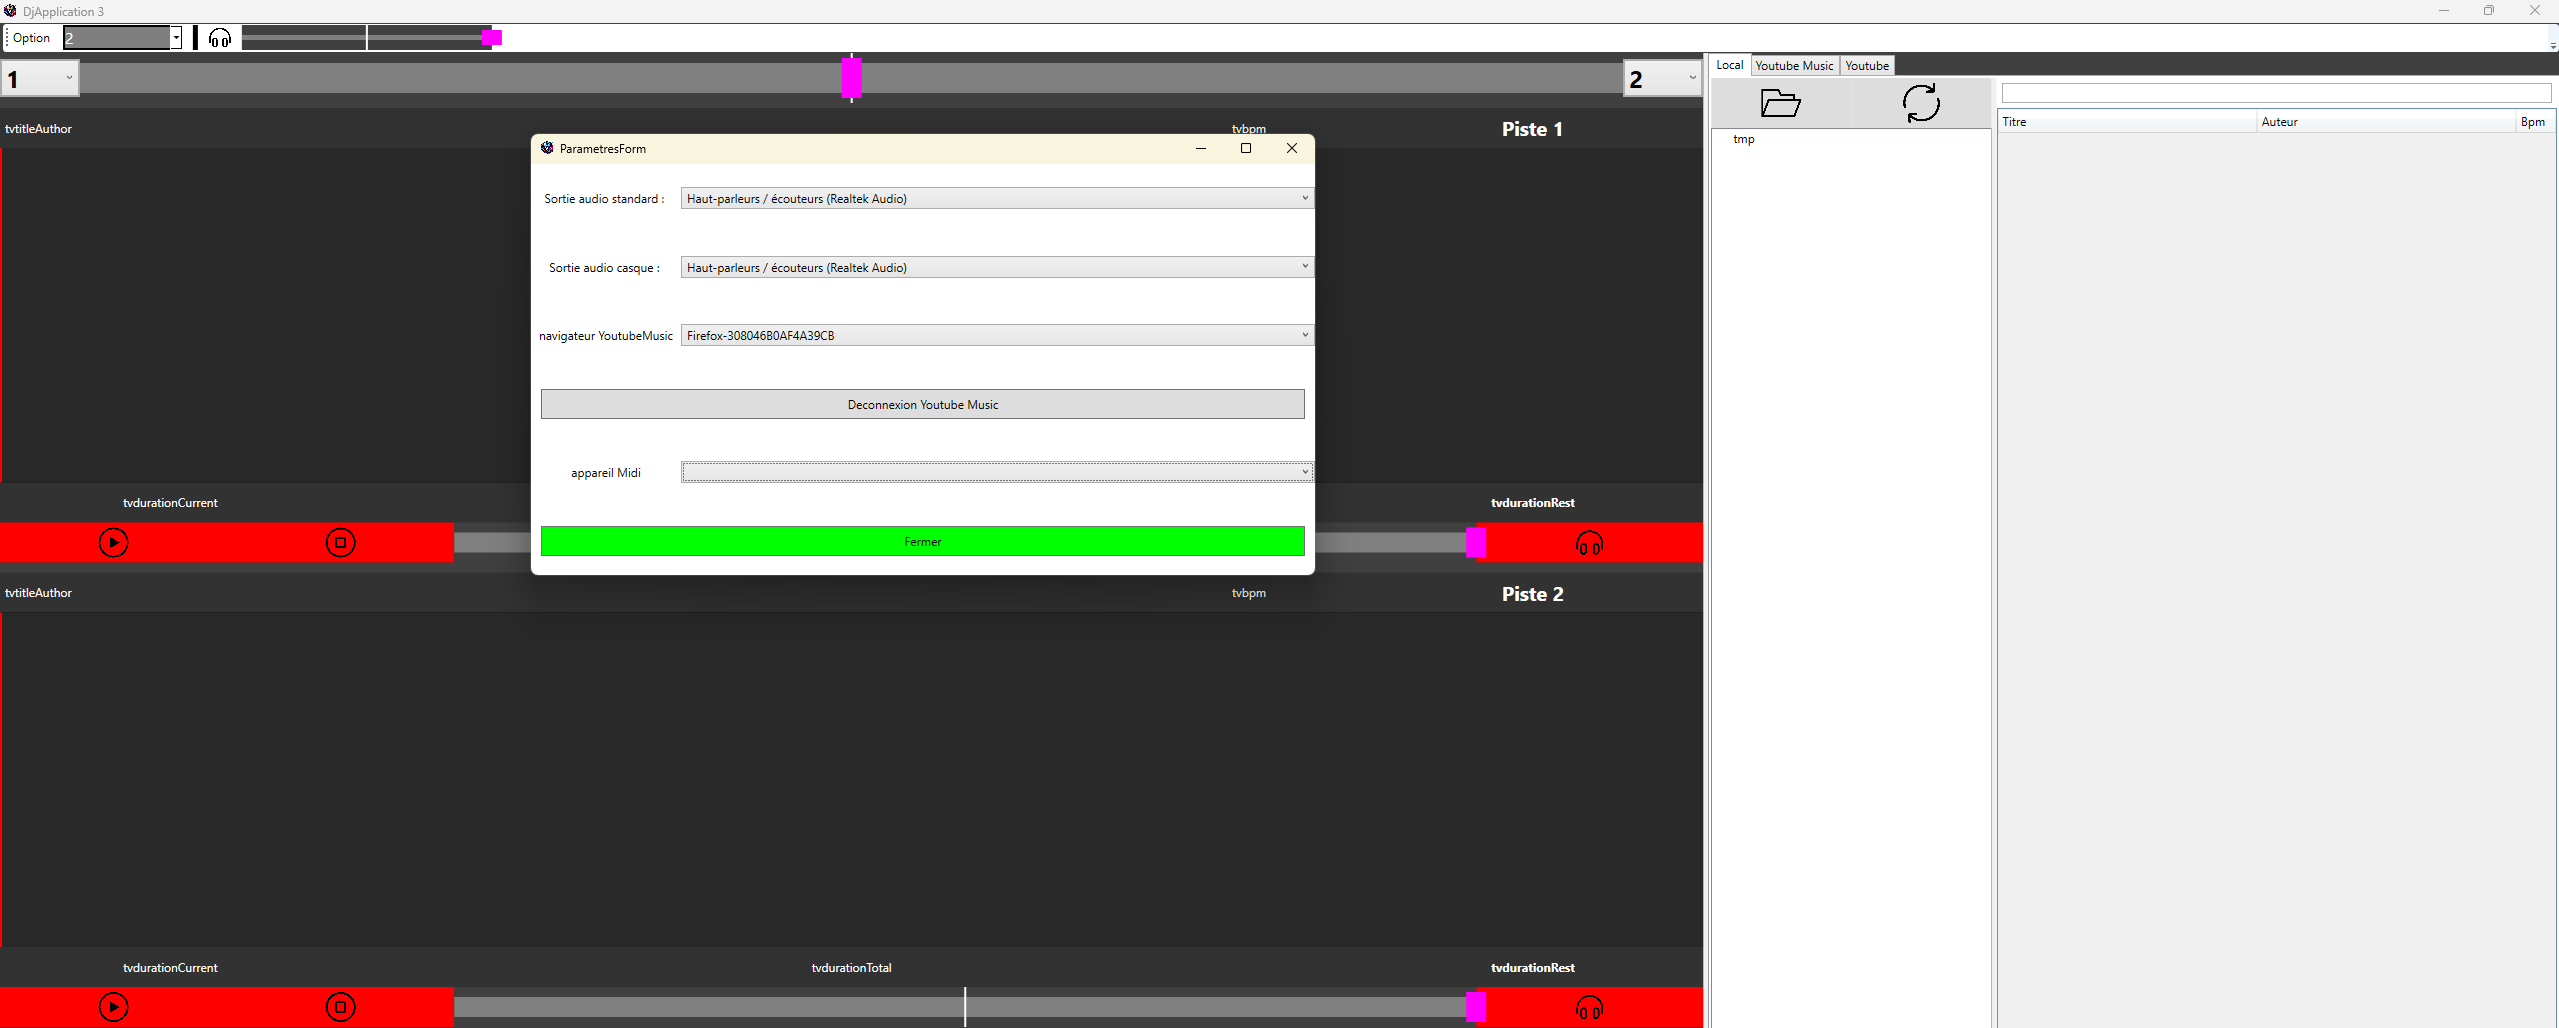 DjApplication 3
Option
2
1
2
Local
Youtube Music
Youtube
tmp
Titre
Auteur
Bpm
tvtitleAuthor
tvbpm
Piste 1
ParametresForm
Sortie audio standard :
Haut-parleurs / écouteurs (Realtek Audio)
Sortie audio casque :
Haut-parleurs / écouteurs (Realtek Audio)
navigateur YoutubeMusic
Firefox-308046B0AF4A39CB
Deconnexion Youtube Music
appareil Midi
Fermer
tvdurationCurrent
tvdurationRest
tvtitleAuthor
tvbpm
Piste 2
tvdurationCurrent
tvdurationTotal
tvdurationRest